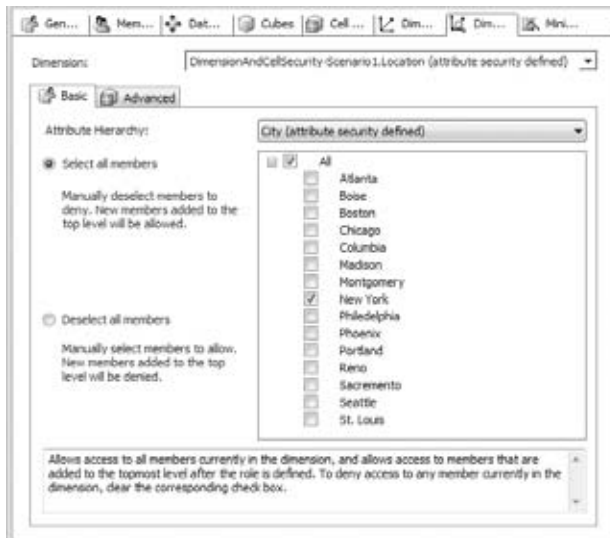 Gen... Mem... Dat... Cubes Cell ... Dim... Dim... Mini...
Dimension: DimensionAndCellSecurity-Scenario1.Location (attribute security defined)
Basic Advanced
Attribute Hierarchy: City (attribute security defined)
Select all members
Manually deselect members to
deny. New members added to the
top level will be allowed.
Deselect all members
Manually select members to allow.
New members added to the top
level will be denied.
All
Atlanta
Boise
Boston
Chicago
Columbia
Madison
Montgomery
New York
Philadelphia
Phoenix
Portland
Reno
Sacremento
Seattle
St. Louis
Allows access to all members currently in the dimension, and allows access to members that are
added to the topmost level after the role is defined. To deny access to any member currently in the
dimension, clear the corresponding check box.